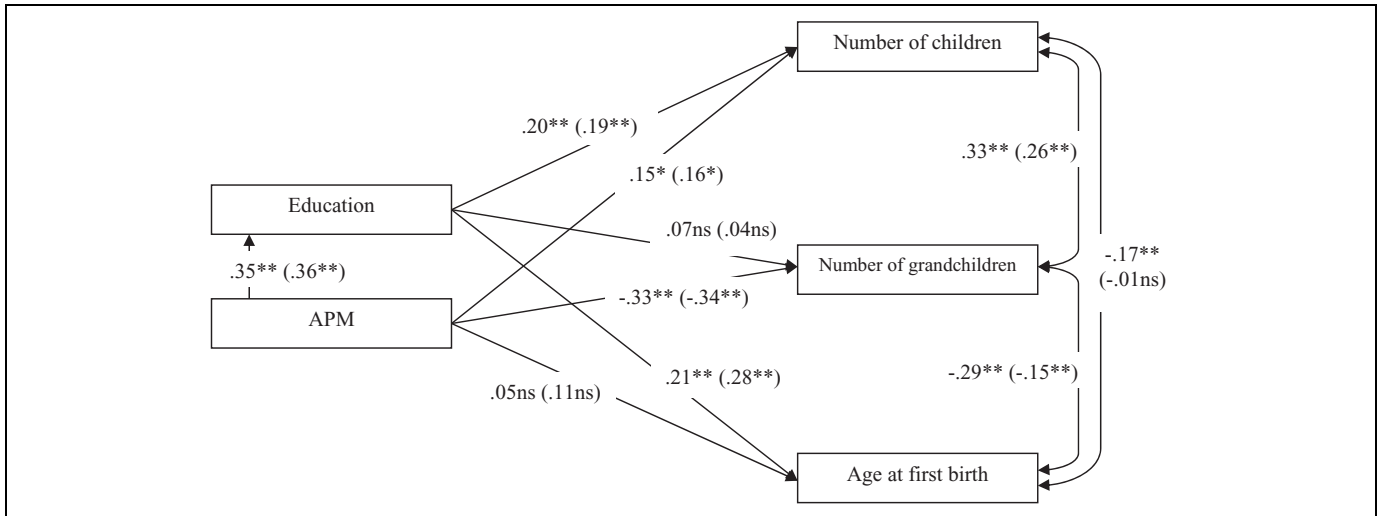 Number of children
.20** (.19**)
.33** (.26**)
.15* (.16*)
Education
.07ns (.04ns)
-.17**
(-.01ns)
.35** (.36**)
Number of grandchildren
-.33** (-.34**)
APM
-.29** (-.15**)
.21** (.28**)
.05ns (.11ns)
Age at first birth